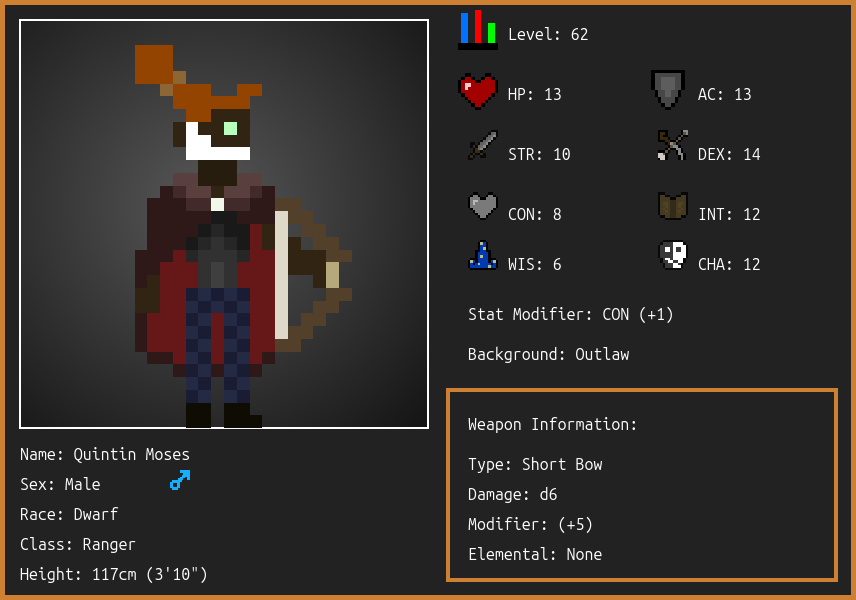 Level: 62
HP: 13
AC: 13
STR: 10
DEX: 14
CON: 8
INT: 12
WIS: 6
CHA: 12
Stat Modifier: CON (+1)
Background: Outlaw
Weapon Information:
Type: Short Bow
Damage: d6
Modifier: (+5)
Elemental: None
Name: Quintin Moses
Sex: Male
Race: Dwarf
Class: Ranger
Height: 117cm (3'10")